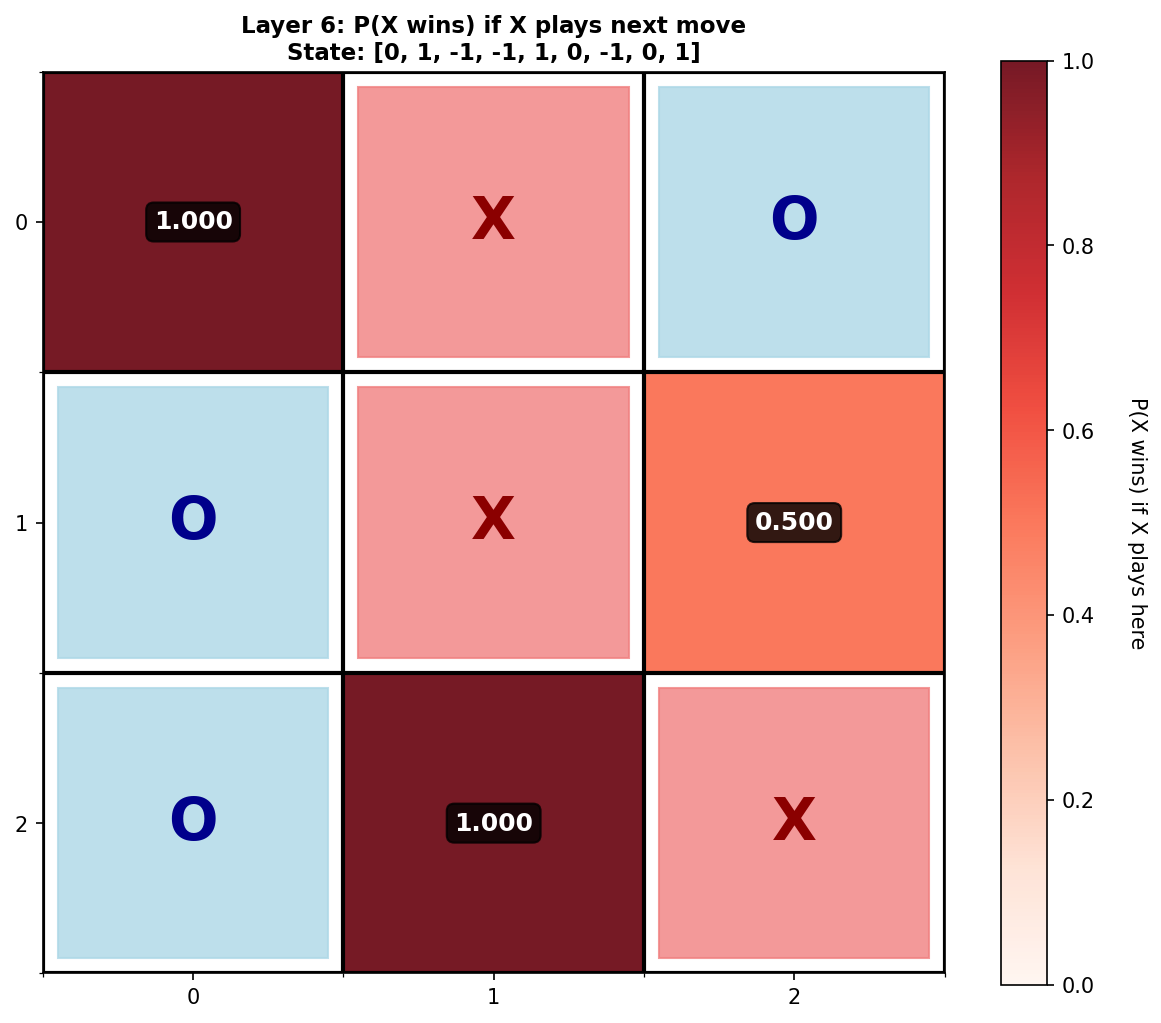 Layer 6: P(X wins) if X plays next move
State: [0, 1, -1, -1, 1, 0, -1, 0, 1]
1.000
X
O
O
X
0.500
O
1.000
X
0
1
2
0
1
2
1.0
0.8
0.6
0.4
0.2
0.0
P(X wins) if X plays here